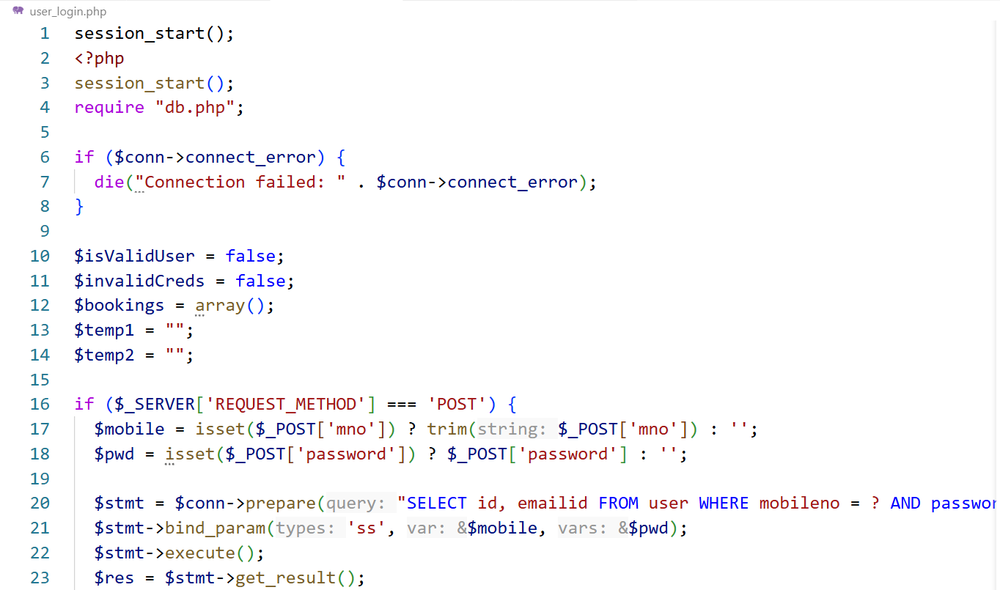 user_login.php
1 session_start();
2 <?php
3 session_start();
4 require "db.php";
5
6 if ($conn->connect_error) {
7 die("Connection failed: " . $conn->connect_error);
8 }
9
10 $isValidUser = false;
11 $invalidCreds = false;
12 $bookings = array();
13 $temp1 = "";
14 $temp2 = "";
15
16 if ($_SERVER['REQUEST_METHOD'] === 'POST') {
17 $mobile = isset($_POST['mno']) ? trim(string: $_POST['mno']) : '';
18 $pwd = isset($_POST['password']) ? $_POST['password'] : '';
19
20 $stmt = $conn->prepare(query: "SELECT id, emailid FROM user WHERE mobileno = ? AND passwor
21 $stmt->bind_param(types: 'ss', var: &$mobile, vars: &$pwd);
22 $stmt->execute();
23 $res = $stmt->get_result();